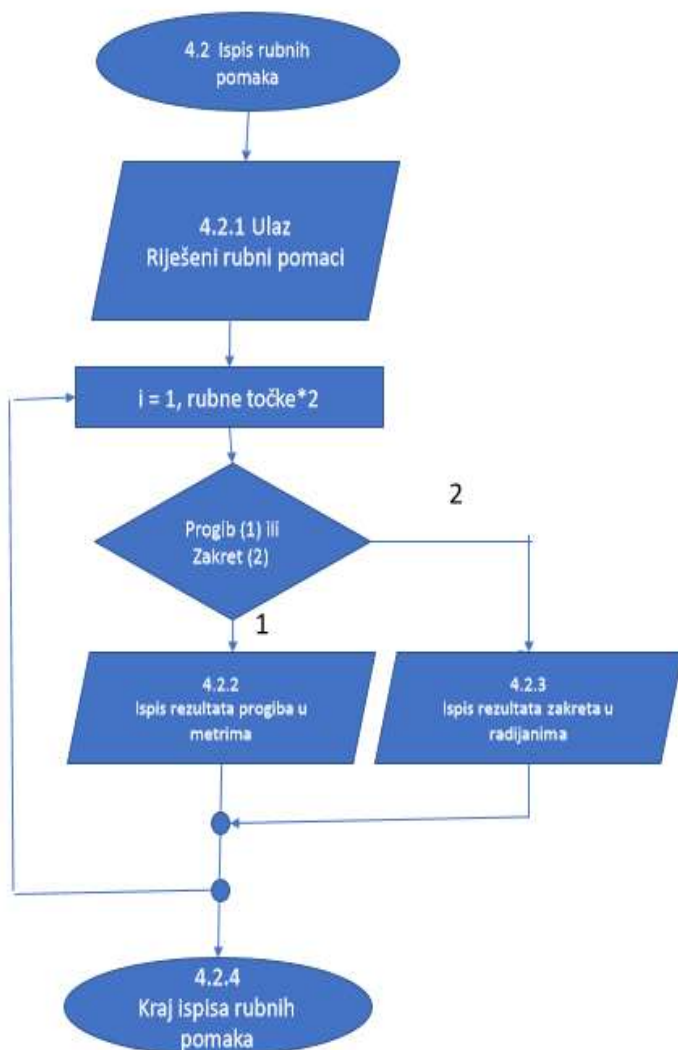 4.2 Ispis rubnih
pomaka
4.2.1 Ulaz
Riješeni rubni pomaci
i = 1, rubne točke*2
Progib (1) ili
Zakret (2)
2
1
4.2.2
Ispis rezultata progiba u
metrima
4.2.3
Ispis rezultata zakreta u
radijanima
4.2.4
Kraj ispisa rubnih
pomaka